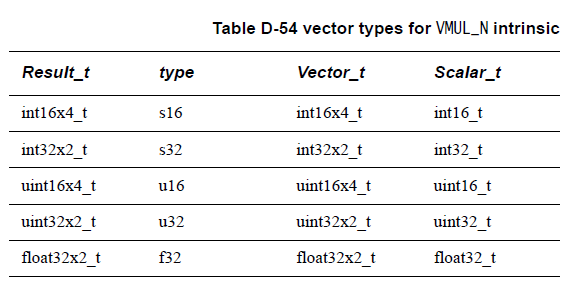 Table D-54 vector types for VMUL_N intrinsic
Result_t type Vector_t Scalar_t
int16x4_t s16 int16x4_t int16_t
int32x2_t s32 int32x2_t int32_t
uint16x4_t u16 uint16x4_t uint16_t
uint32x2_t u32 uint32x2_t uint32_t
float32x2_t f32 float32x2_t float32_t